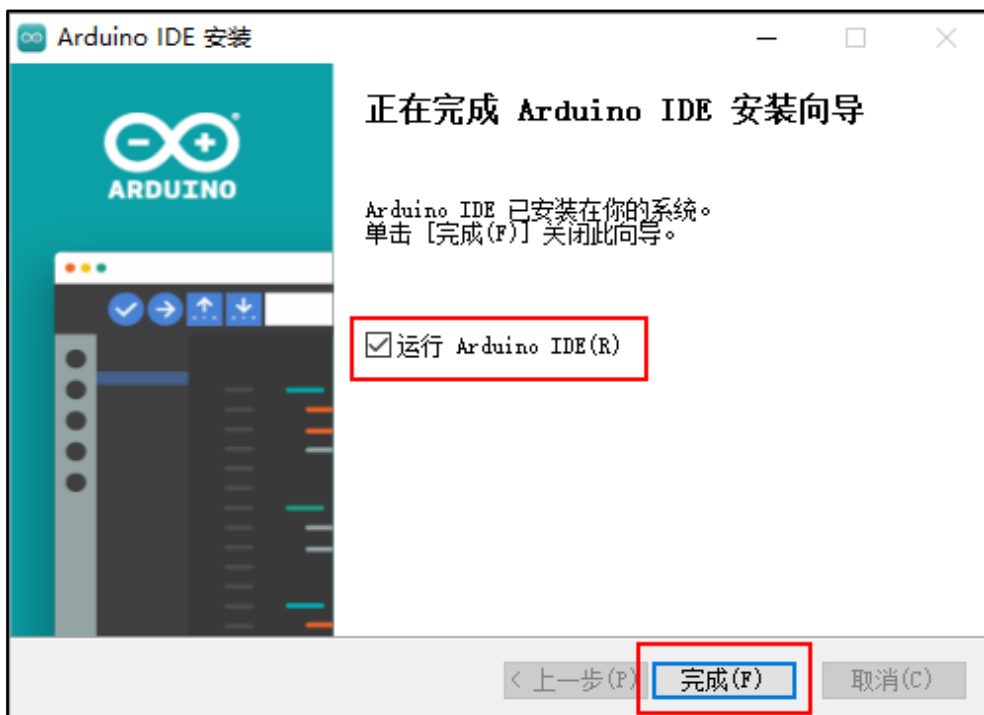 Arduino IDE 安装
ARDUINO
正在完成 Arduino IDE 安装向导
Arduino IDE 已安装在你的系统。
单击 [完成(F)] 关闭此向导。
运行 Arduino IDE(R)
< 上一步(P)
完成(F)
取消(C)